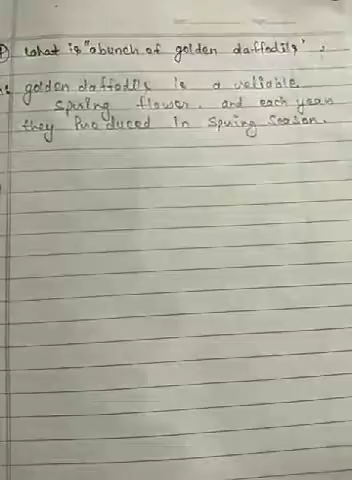 What is "a bunch of golden daffodils" ;
golden daffodils is a reliable
spring flower. and each year
they Produced in Spring season.